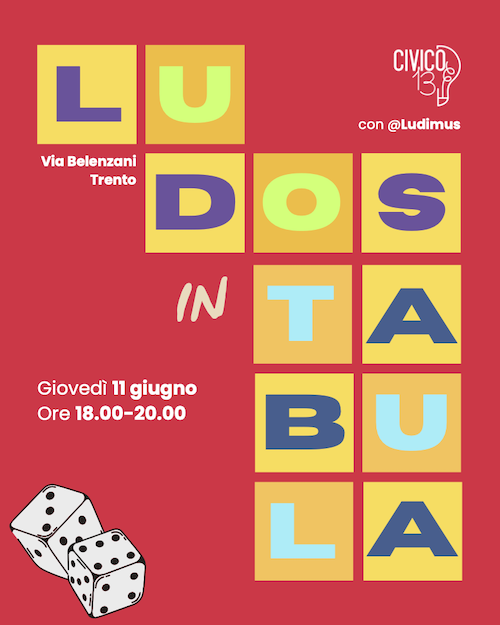 LU
CIVICO
13
con @Ludimus
Via Belenzani
Trento
DOS
IN
TA
BU
LA
Giovedì 11 giugno
Ore 18.00-20.00